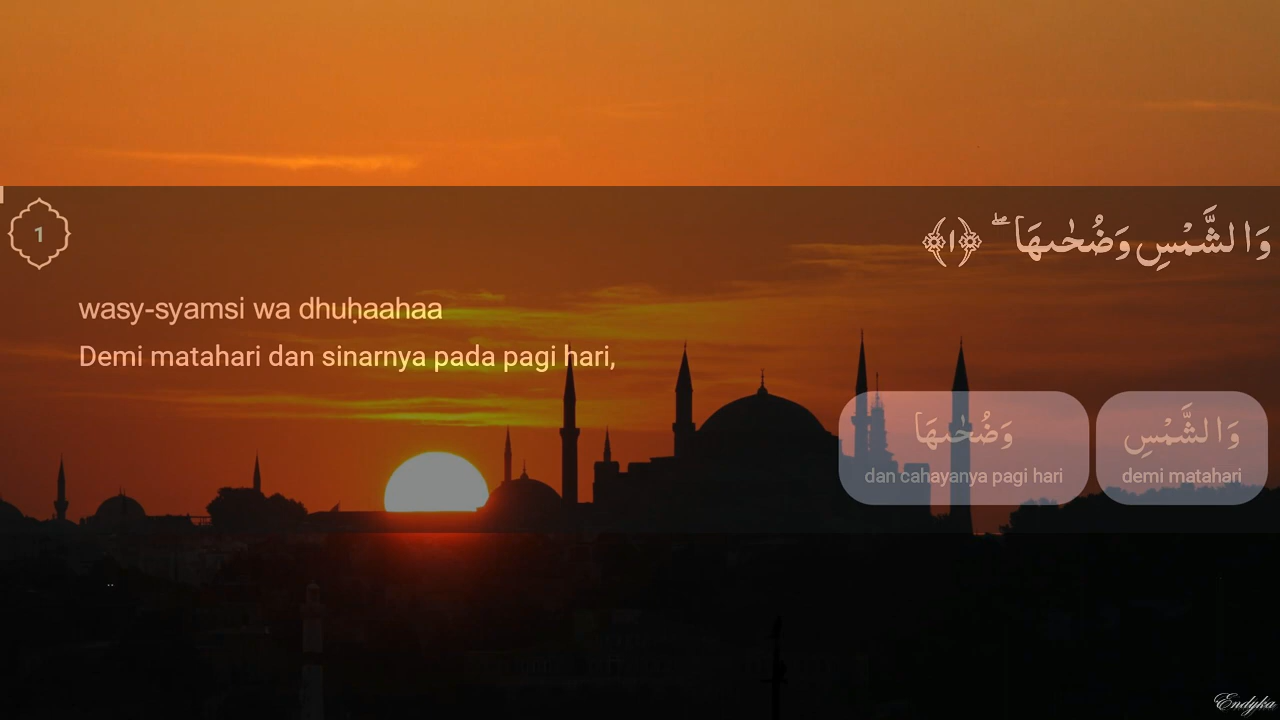 1
وَالشَّمْسِ وَضُحٰىهَاۖ ﴿١﴾
wasy-syamsi wa dhuḥaahaa
Demi matahari dan sinarnya pada pagi hari,
وَالشَّمْسِ وَضُحٰىهَا
demi matahari dan cahayanya pagi hari
Endyka